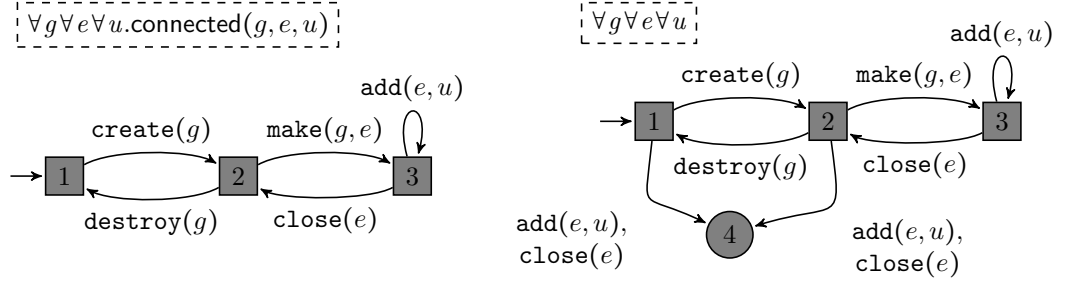 ∀g∀e∀u.connected(g, e, u)
add(e, u)
create(g)
make(g, e)
1
2
3
destroy(g)
close(e)
∀g∀e∀u
add(e, u)
create(g)
make(g, e)
1
2
3
destroy(g)
close(e)
add(e, u),
close(e)
4
add(e, u),
close(e)